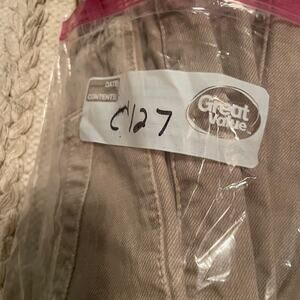 DATE
CONTENTS
C127
Great
Value